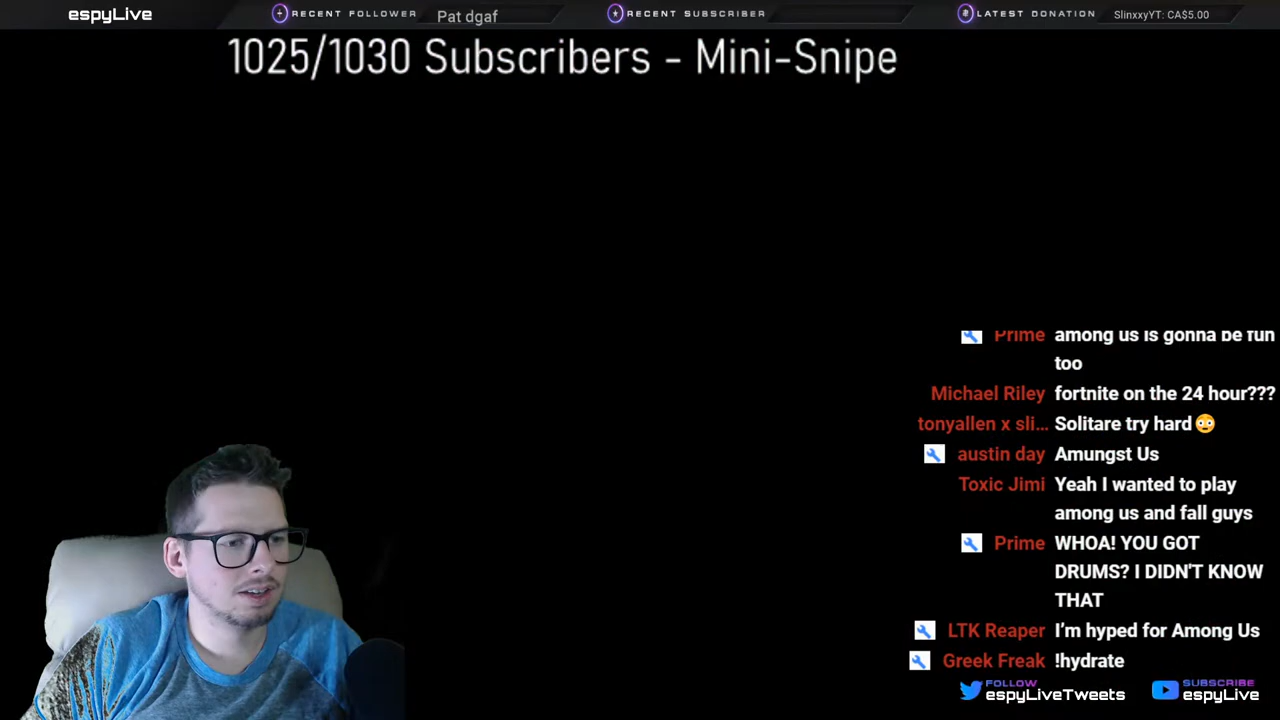 espyLive RECENT FOLLOWER Pat dgaf RECENT SUBSCRIBER LATEST DONATION SlinxxyYT: CA$5.00
1025/1030 Subscribers - Mini-Snipe
Prime among us is gonna be fun
too
Michael Riley fortnite on the 24 hour???
tonyallen x sli... Solitare try hard😳
austin day Amungst Us
Toxic Jimi Yeah I wanted to play
among us and fall guys
Prime WHOA! YOU GOT
DRUMS? I DIDN'T KNOW
THAT
LTK Reaper I'm hyped for Among Us
Greek Freak !hydrate
FOLLOW
espyLiveTweets
SUBSCRIBE
espyLive